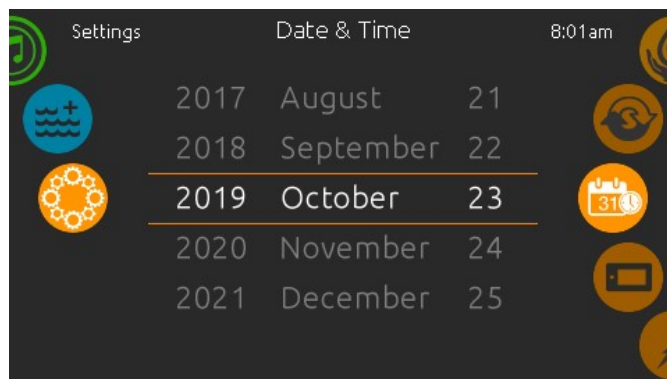 Settings Date & Time 8:01am
2017 August 21
2018 September 22
2019 October 23
31
2020 November 24
2021 December 25